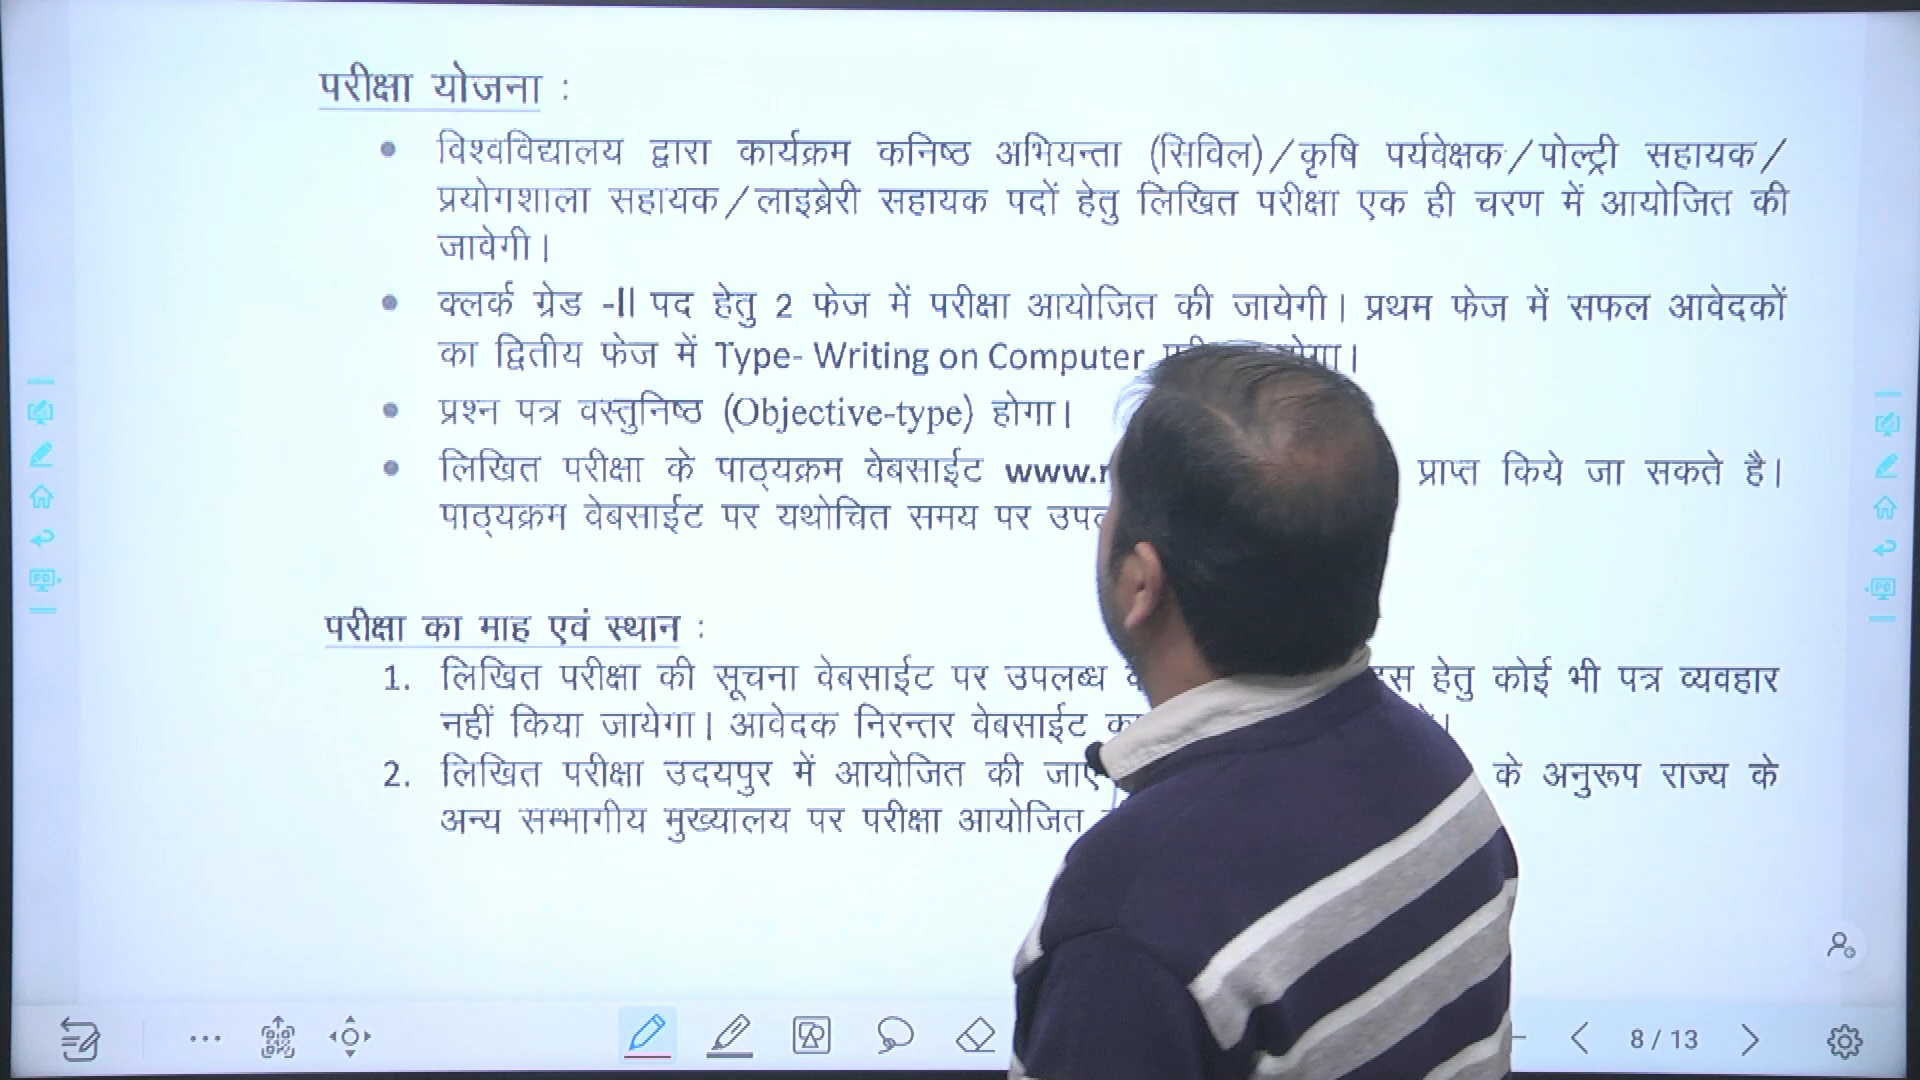 परीक्षा योजना :
• विश्वविद्यालय द्वारा कार्यक्रम कनिष्ठ अभियन्ता (सिविल)/कृषि पर्यवेक्षक/पोल्ट्री सहायक/
प्रयोगशाला सहायक/लाइब्रेरी सहायक पदों हेतु लिखित परीक्षा एक ही चरण में आयोजित की
जावेगी।
• क्लर्क ग्रेड -II पद हेतु 2 फेज में परीक्षा आयोजित की जायेगी। प्रथम फेज में सफल आवेदकों
का द्वितीय फेज में Type- Writing on Computer
• प्रश्न पत्र वस्तुनिष्ठ (Objective-type) होगा।
• लिखित परीक्षा के पाठ्यक्रम वेबसाईट www. प्राप्त किये जा सकते है।
पाठ्यक्रम वेबसाईट पर यथोचित समय पर
परीक्षा का माह एवं स्थान :
1. लिखित परीक्षा की सूचना वेबसाईट पर उपलब्ध हेतु कोई भी पत्र व्यवहार
नहीं किया जायेगा। आवेदक निरन्तर वेबसाईट
2. लिखित परीक्षा उदयपुर में आयोजित की के अनुरूप राज्य के
अन्य सम्भागीय मुख्यालय पर परीक्षा आयोजित
8 / 13